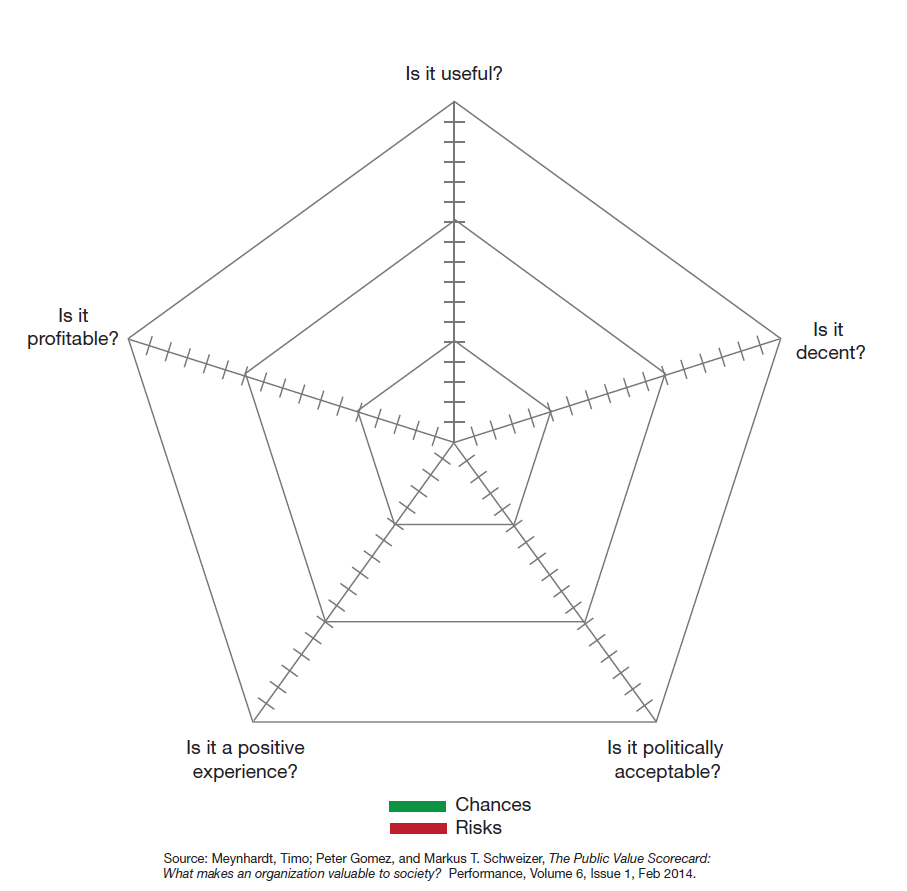 Is it useful?
Is it
profitable?
Is it
decent?
Is it a positive
experience?
Is it politically
acceptable?
Chances
Risks
Source: Meynhardt, Timo; Peter Gomez, and Markus T. Schweizer, The Public Value Scorecard:
What makes an organization valuable to society? Performance, Volume 6, Issue 1, Feb 2014.